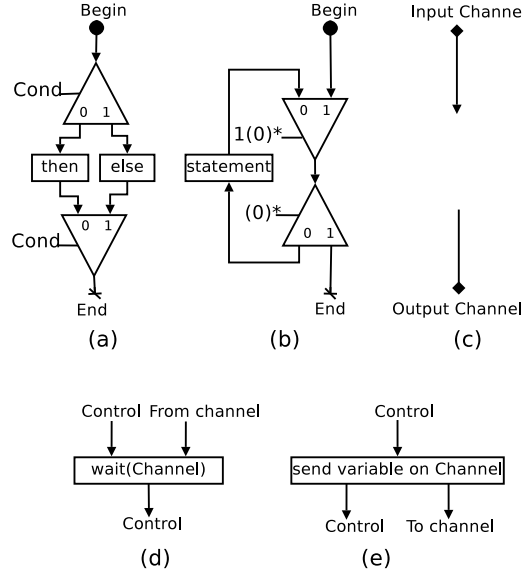 Begin
Cond
0 1
then
else
Cond
0 1
End
(a)
Begin
0 1
1(0)*
statement
(0)*
0 1
End
(b)
Input Channel
Output Channel
(c)
Control
From channel
wait(Channel)
Control
(d)
Control
send variable on Channel
Control
To channel
(e)